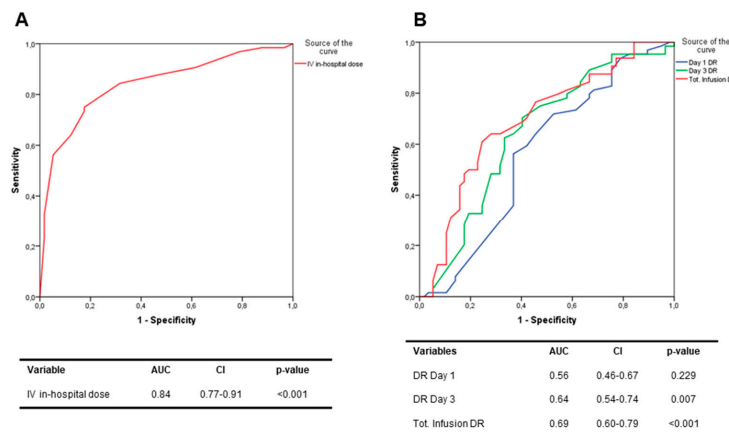 A
Source of the
curve
IV in-hospital dose
1,0
0,8
0,6
0,4
0,2
0,0
Sensitivity
0,0 0,2 0,4 0,6 0,8 1,0
1 - Specificity
Variable AUC CI p-value
IV in-hospital dose 0.84 0.77-0.91 <0.001
B
Source of the
curve
Day 1 DR
Day 3 DR
Tot. Infusion D
1,0
0,8
0,6
0,4
0,2
0,0
Sensitivity
0,0 0,2 0,4 0,6 0,8 1,0
1 - Specificity
Variables AUC CI p-value
DR Day 1 0.56 0.46-0.67 0.229
DR Day 3 0.64 0.54-0.74 0.007
Tot. Infusion DR 0.69 0.60-0.79 <0.001